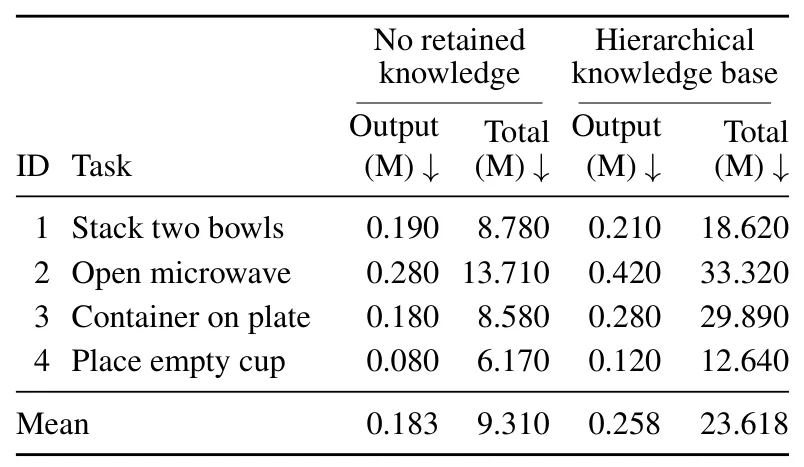 No retained Hierarchical
knowledge knowledge base
Output Total Output Total
ID Task (M) ↓ (M) ↓ (M) ↓ (M) ↓
1 Stack two bowls 0.190 8.780 0.210 18.620
2 Open microwave 0.280 13.710 0.420 33.320
3 Container on plate 0.180 8.580 0.280 29.890
4 Place empty cup 0.080 6.170 0.120 12.640
Mean 0.183 9.310 0.258 23.618